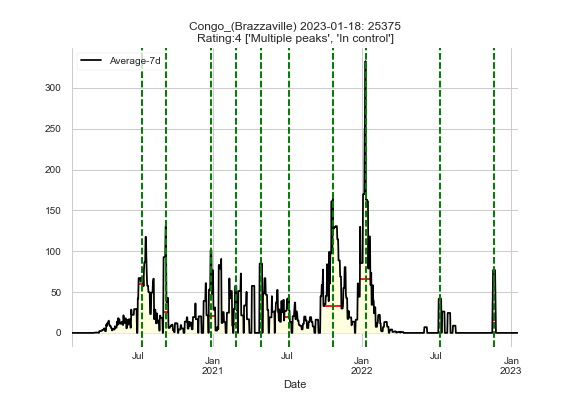 Congo_(Brazzaville) 2023-01-18: 25375
Rating:4 ['Multiple peaks', 'In control']
Average-7d
300
250
200
150
100
50
0
Jul
Jan
2021
Jul
Jan
2022
Jul
Jan
2023
Date